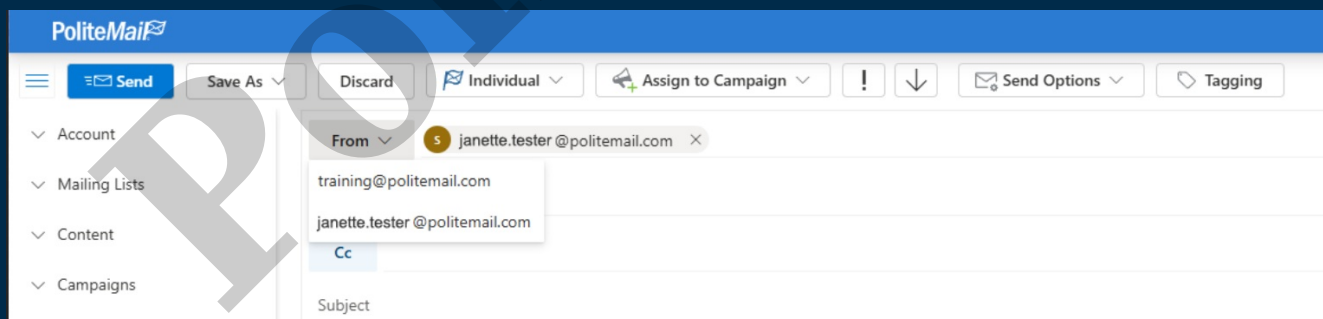 PoliteMail
Send Save As Discard Individual Assign to Campaign ! Send Options Tagging
Account
From S janette.tester @politemail.com
Mailing Lists
training@politemail.com
janette.tester @politemail.com
Content
Cc
Campaigns
Subject